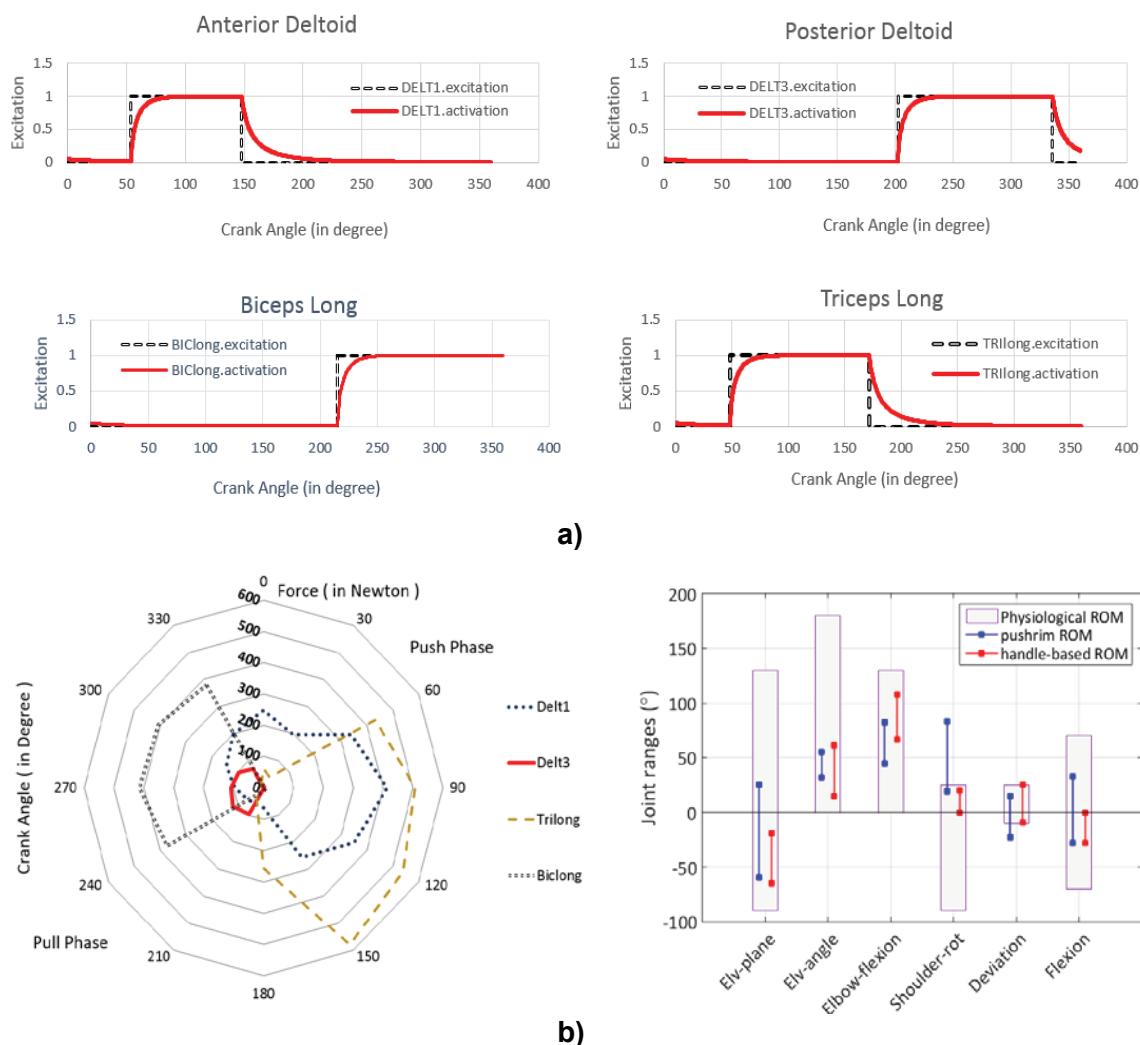 Anterior Deltoid
1.5
1
0.5
0
Excitation
DELT1.excitation
DELT1.activation
0 50 100 150 200 250 300 350 400
Crank Angle (in degree)
Posterior Deltoid
1.5
1
0.5
0
Excitation
DELT3.excitation
DELT3.activation
0 50 100 150 200 250 300 350 400
Crank Angle (in degree)
Biceps Long
1.5
1
0.5
0
Excitation
BIClong.excitation
BIClong.activation
0 50 100 150 200 250 300 350 400
Crank Angle (in degree)
Triceps Long
1.5
1
0.5
0
Excitation
TRIlong.excitation
TRIlong.activation
0 50 100 150 200 250 300 350 400
Crank Angle (in degree)
a)
0
Force ( in Newton )
600
500
400
300
200
100
0
30
Push Phase
60
90
120
150
180
210
Pull Phase
240
270
300
330
Crank Angle ( in Degree )
Delt1
Delt3
Trilong
Biclong
200
150
100
50
0
-50
-100
Joint ranges (°)
Physiological ROM
pushrim ROM
handle-based ROM
Elv-plane
Elv-angle
Elbow-flexion
Shoulder-rot
Deviation
Flexion
b)